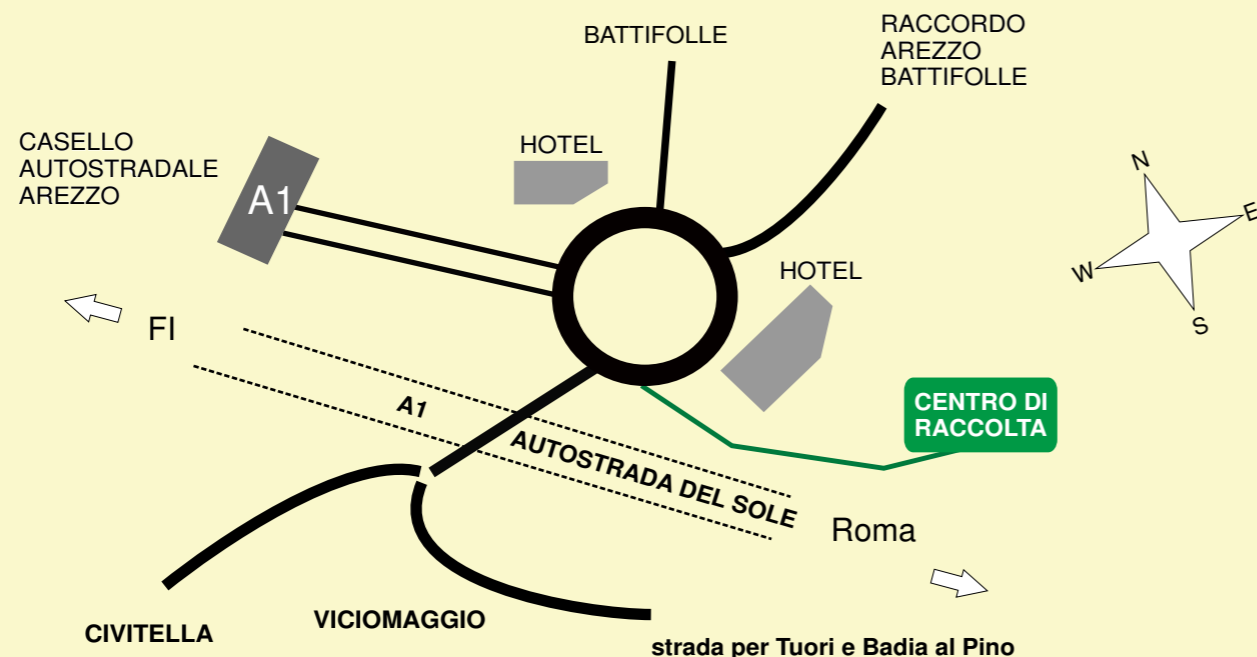 BATTIFOLLE
RACCORDO
AREZZO
BATTIFOLLE
CASELLO
AUTOSTRADALE
AREZZO
HOTEL
A1
N
E
W
S
HOTEL
FI
A1
AUTOSTRADA DEL SOLE
CENTRO DI
RACCOLTA
Roma
CIVITELLA
VICIOMAGGIO
strada per Tuori e Badia al Pino